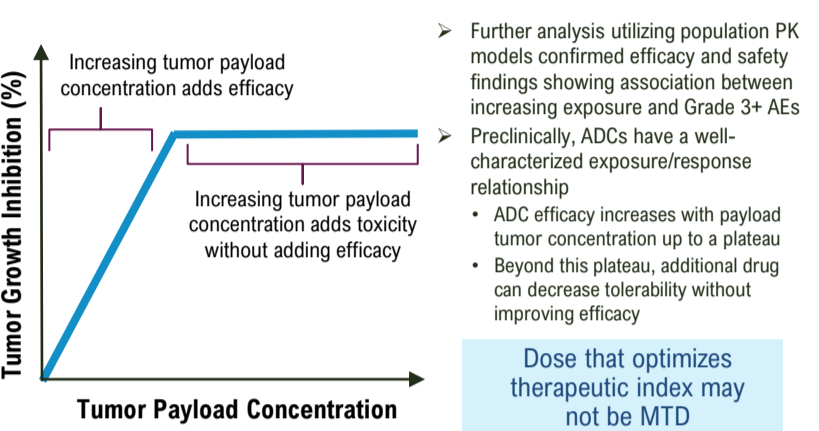 Tumor Growth Inhibition (%)
Increasing tumor payload
concentration adds efficacy
Increasing tumor payload
concentration adds toxicity
without adding efficacy
Tumor Payload Concentration
➢ Further analysis utilizing population PK
models confirmed efficacy and safety
findings showing association between
increasing exposure and Grade 3+ AEs
➢ Preclinically, ADCs have a well-
characterized exposure/response
relationship
• ADC efficacy increases with payload
tumor concentration up to a plateau
• Beyond this plateau, additional drug
can decrease tolerability without
improving efficacy
Dose that optimizes
therapeutic index may
not be MTD